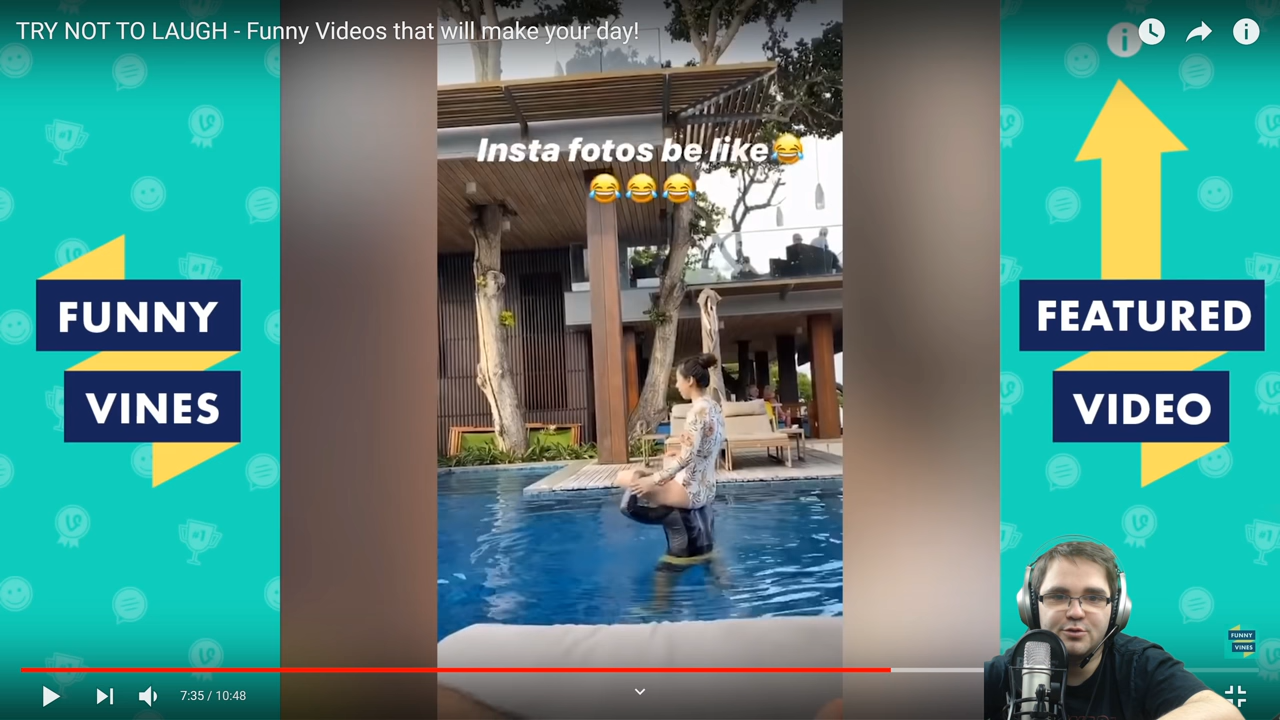 TRY NOT TO LAUGH - Funny Videos that will make your day!
Insta fotos be like😂
😂😂😂
FUNNY
VINES
FEATURED
VIDEO
FUNNY
VINES
7:35 / 10:48